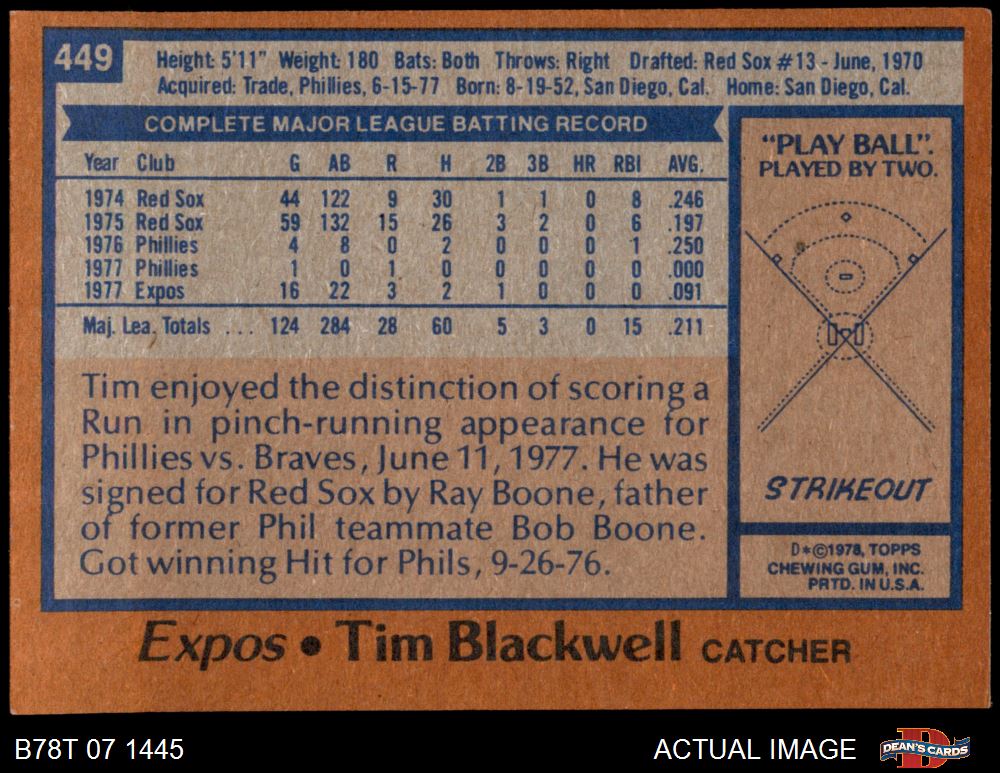 449
Height: 5'11" Weight: 180 Bats: Both Throws: Right Drafted: Red Sox #13 - June, 1970
Acquired: Trade, Phillies, 6-15-77 Born: 8-19-52, San Diego, Cal. Home: San Diego, Cal.
COMPLETE MAJOR LEAGUE BATTING RECORD
Year Club G AB R H 2B 3B HR RBI AVG.
1974 Red Sox 44 122 9 30 1 1 0 8 .246
1975 Red Sox 59 132 15 26 3 2 0 6 .197
1976 Phillies 4 8 0 2 0 0 0 1 .250
1977 Phillies 1 0 1 0 0 0 0 0 .000
1977 Expos 16 22 3 2 1 0 0 0 .091
Maj. Lea. Totals ... 124 284 28 60 5 3 0 15 .211
Tim enjoyed the distinction of scoring a
Run in pinch-running appearance for
Phillies vs. Braves, June 11, 1977. He was
signed for Red Sox by Ray Boone, father
of former Phil teammate Bob Boone.
Got winning Hit for Phils, 9-26-76.
"PLAY BALL".
PLAYED BY TWO.
STRIKEOUT
D*©1978, TOPPS
CHEWING GUM, INC.
PRTD. IN U.S.A.
Expos • Tim Blackwell CATCHER
B78T 07 1445
ACTUAL IMAGE
DEAN'S CARDS